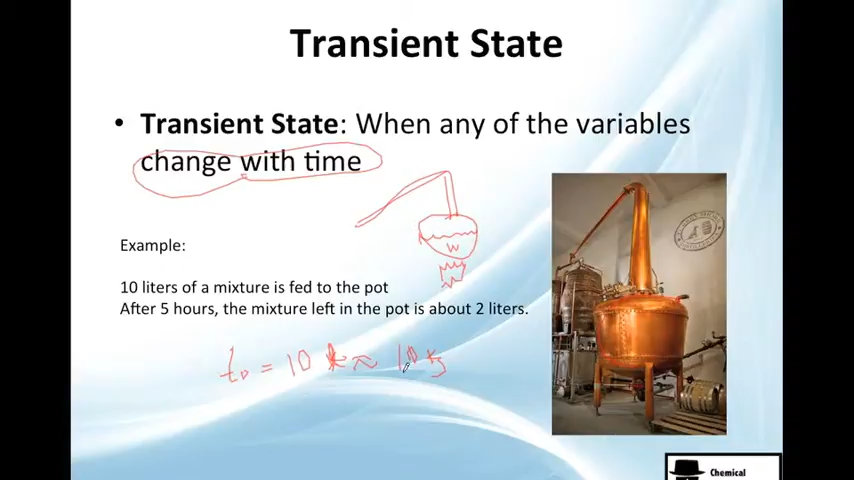 Transient State
• Transient State: When any of the variables
change with time
W
Example:
10 liters of a mixture is fed to the pot
After 5 hours, the mixture left in the pot is about 2 liters.
Chemical